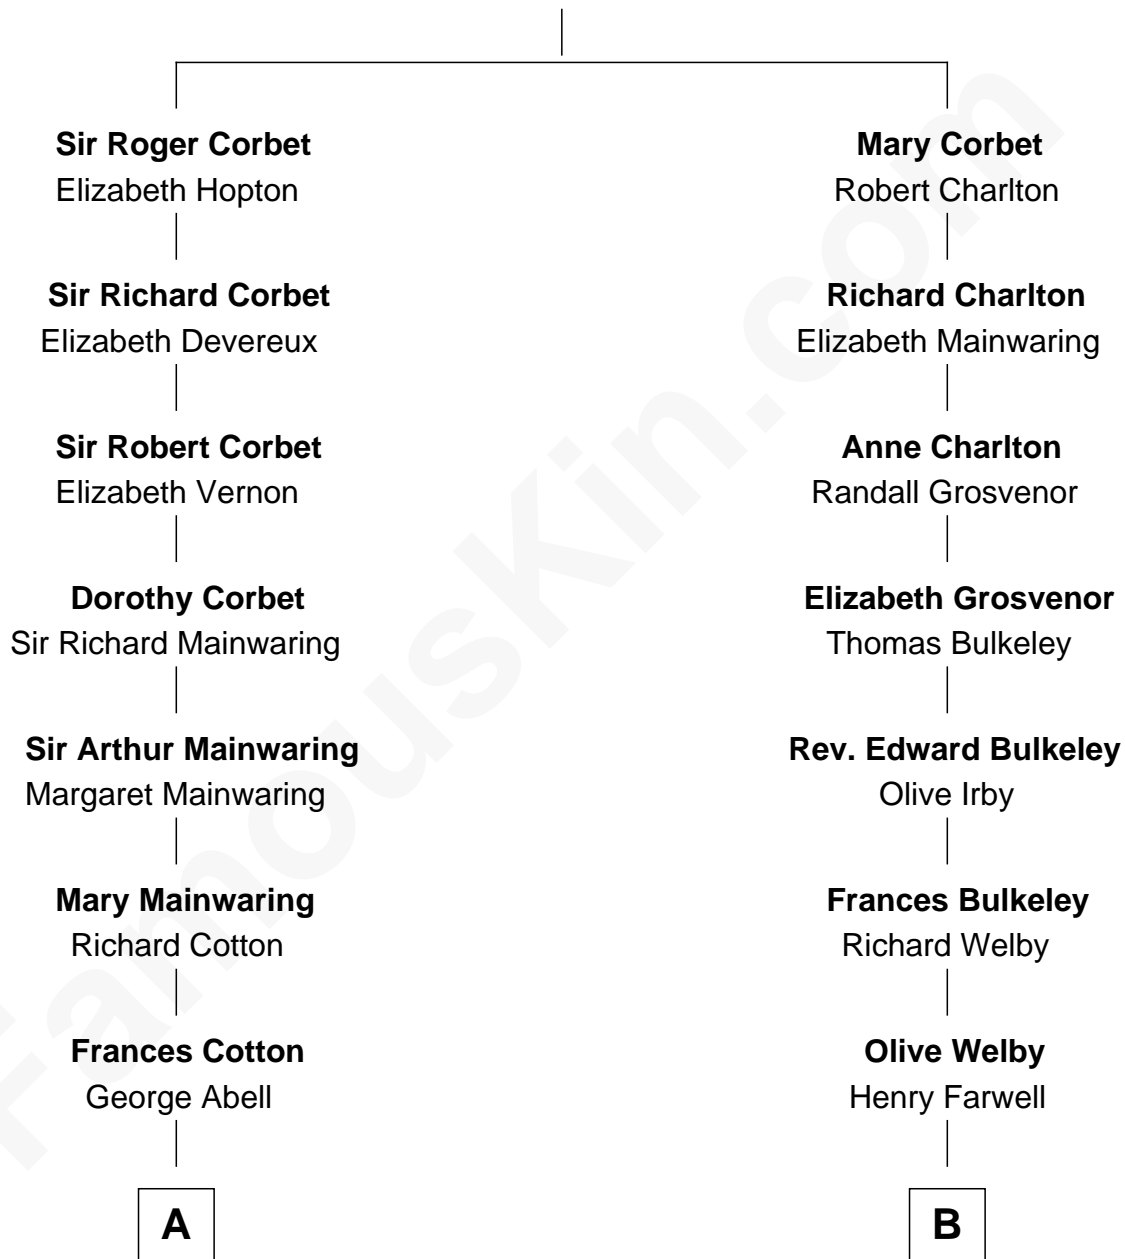 Sir Roger Corbet
Elizabeth Hopton
Sir Richard Corbet
Elizabeth Devereux
Sir Robert Corbet
Elizabeth Vernon
Dorothy Corbet
Sir Richard Mainwaring
Sir Arthur Mainwaring
Margaret Mainwaring
Mary Mainwaring
Richard Cotton
Frances Cotton
George Abell
A
Mary Corbet
Robert Charlton
Richard Charlton
Elizabeth Mainwaring
Anne Charlton
Randall Grosvenor
Elizabeth Grosvenor
Thomas Bulkeley
Rev. Edward Bulkeley
Olive Irby
Frances Bulkeley
Richard Welby
Olive Welby
Henry Farwell
B
FamousKin.com